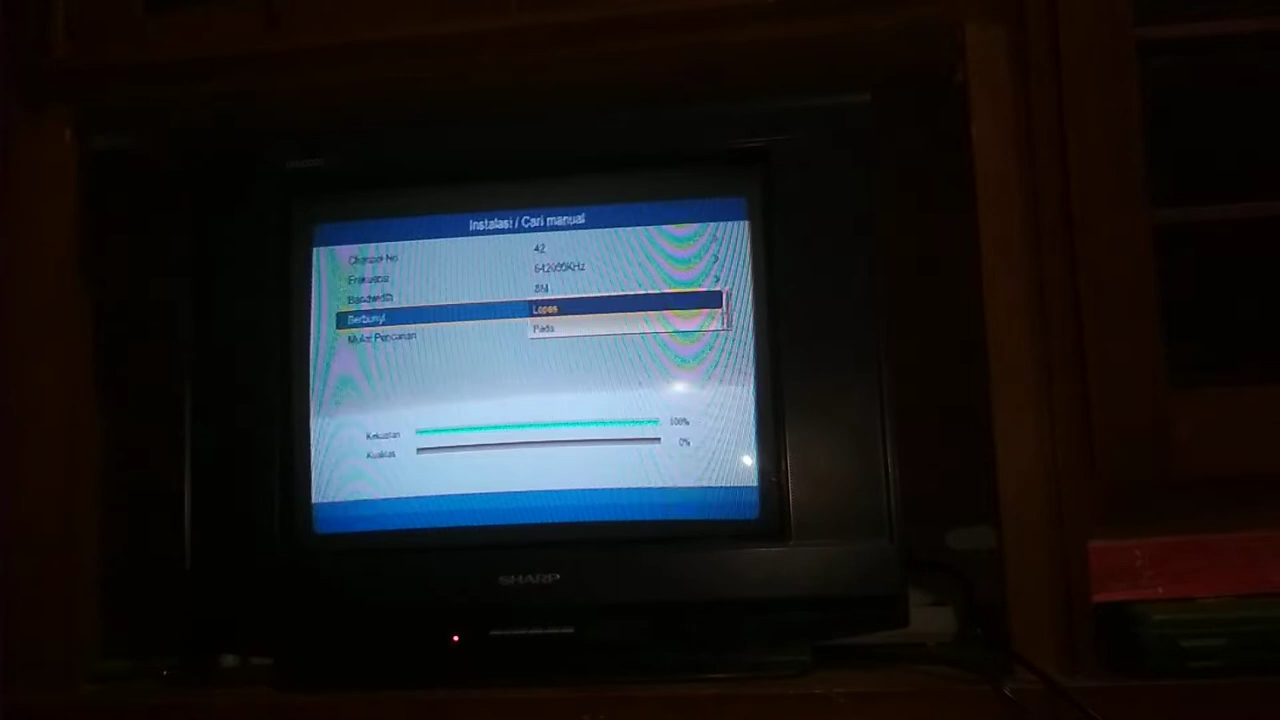 Instalasi / Cari manual
Channel No. 42
Frekuensi 642000KHz
Bandwidth 8M
Berbunyi Lepas
Pada
Mulai Pencarian
Kekuatan 100%
Kualitas 0%
SHARP